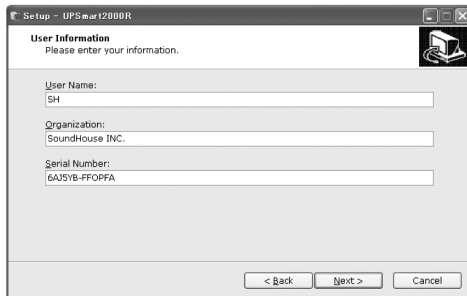 Setup - UPSmart2000R
User Information
Please enter your information.
User Name:
SH
Organization:
SoundHouse INC.
Serial Number:
6AJ5YB-FFOPFA
< Back Next > Cancel